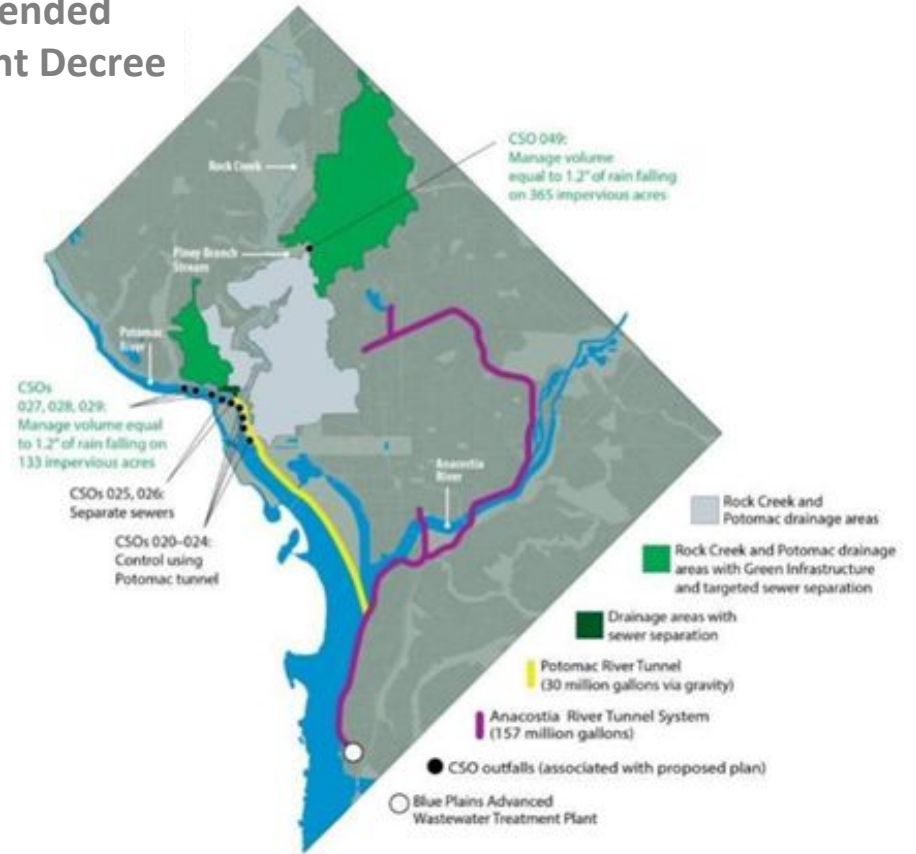 ended
nt Decree
CSO 049:
Manage volume
equal to 1.2" of rain falling
on 365 impervious acres
Rock Creek
Piney Branch
Stream
Potomac
River
CSOs
027, 028, 029:
Manage volume equal
to 1.2" of rain falling on
133 impervious acres
CSOs 025, 026:
Separate sewers
CSOs 020–024:
Control using
Potomac tunnel
Anacostia
River
Rock Creek and
Potomac drainage areas
Rock Creek and Potomac drainage
areas with Green Infrastructure
and targeted sewer separation
Drainage areas with
sewer separation
Potomac River Tunnel
(30 million gallons via gravity)
Anacostia River Tunnel System
(157 million gallons)
CSO outfalls (associated with proposed plan)
Blue Plains Advanced
Wastewater Treatment Plant